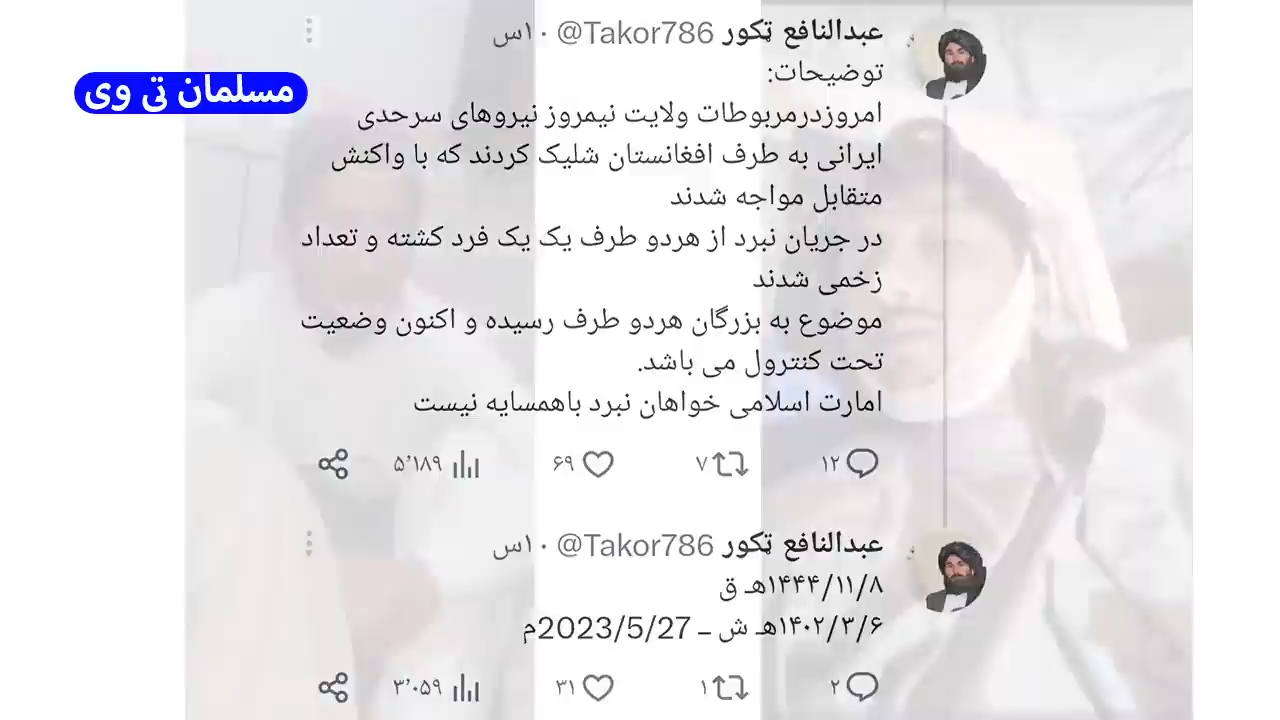 مسلمان تی وی
عبدالنافع ټکور @Takor786 · ۱۰س
توضیحات:
امروزدرمربوطات ولایت نیمروز نیروهای سرحدی
ایرانی به طرف افغانستان شلیک کردند که با واکنش
متقابل مواجه شدند
در جریان نبرد از هردو طرف یک یک فرد کشته و تعداد
زخمی شدند
موضوع به بزرگان هردو طرف رسیده و اکنون وضعیت
تحت کنترول می باشد.
امارت اسلامی خواهان نبرد باهمسایه نیست
۱۲ ۷ ۶۹ ۵٬۱۸۹
عبدالنافع ټکور @Takor786 · ۱۰س
۱۴۴۴/۱۱/۸هـ ق
۱۴۰۲/۳/۶هـ ش ــ 2023/5/27م
۲ ۱ ۳۱ ۳٬۰۵۹